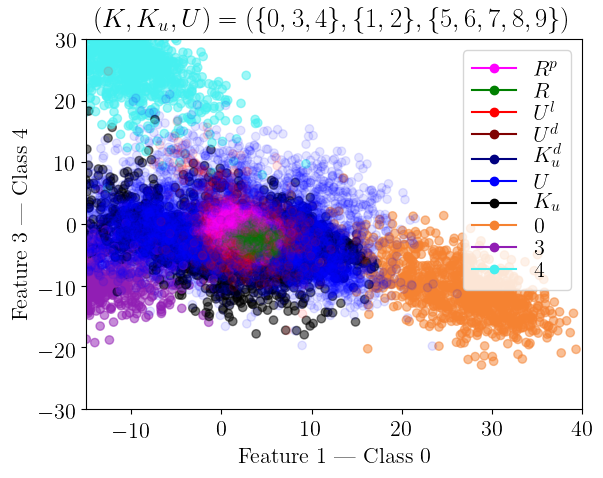 (K, K_u, U) = ({0, 3, 4}, {1, 2}, {5, 6, 7, 8, 9})
30
20
10
0
−10
−20
−30
Feature 3 — Class 4
R^p
R
U^l
U^d
K_u^d
U
K_u
0
3
4
−10
0
10
20
30
40
Feature 1 — Class 0